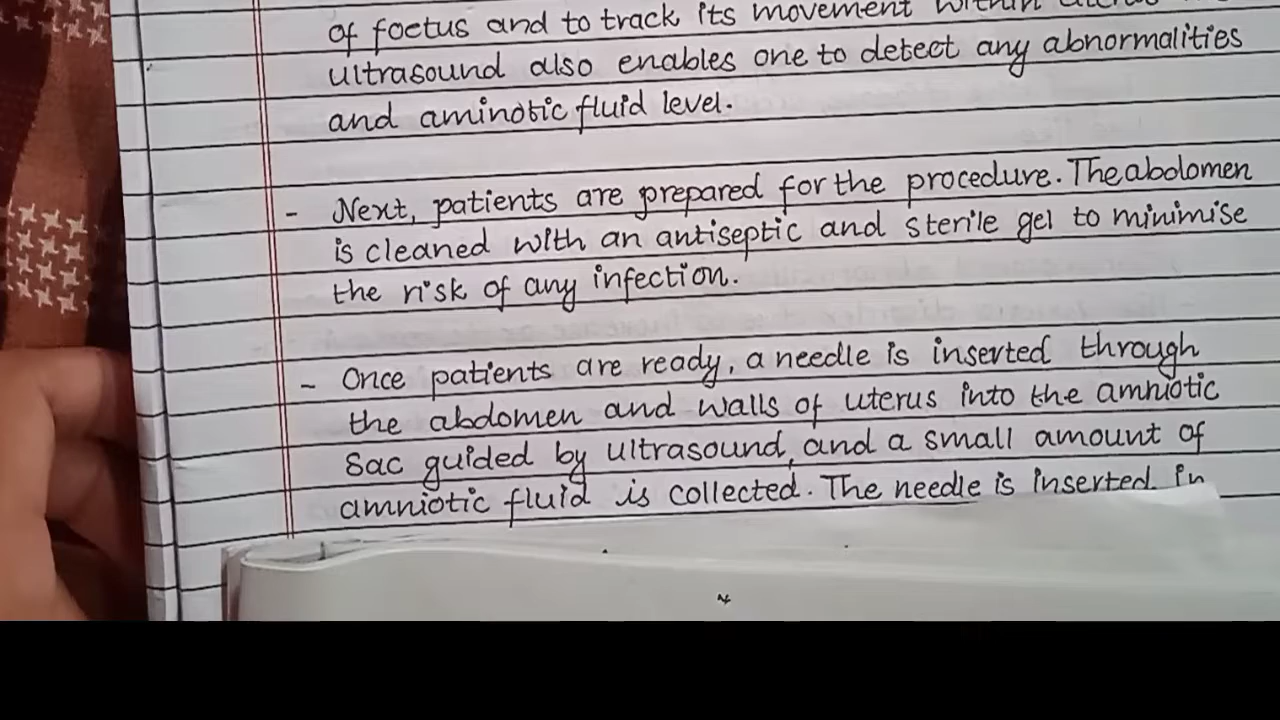 of foetus and to track its movement within uterus
ultrasound also enables one to detect any abnormalities
and aminotic fluid level.
- Next, patients are prepared for the procedure. The abdomen
is cleaned with an antiseptic and sterile gel to minimise
the risk of any infection.
- Once patients are ready, a needle is inserted through
the abdomen and walls of uterus into the amniotic
sac guided by ultrasound, and a small amount of
amniotic fluid is collected. The needle is inserted in